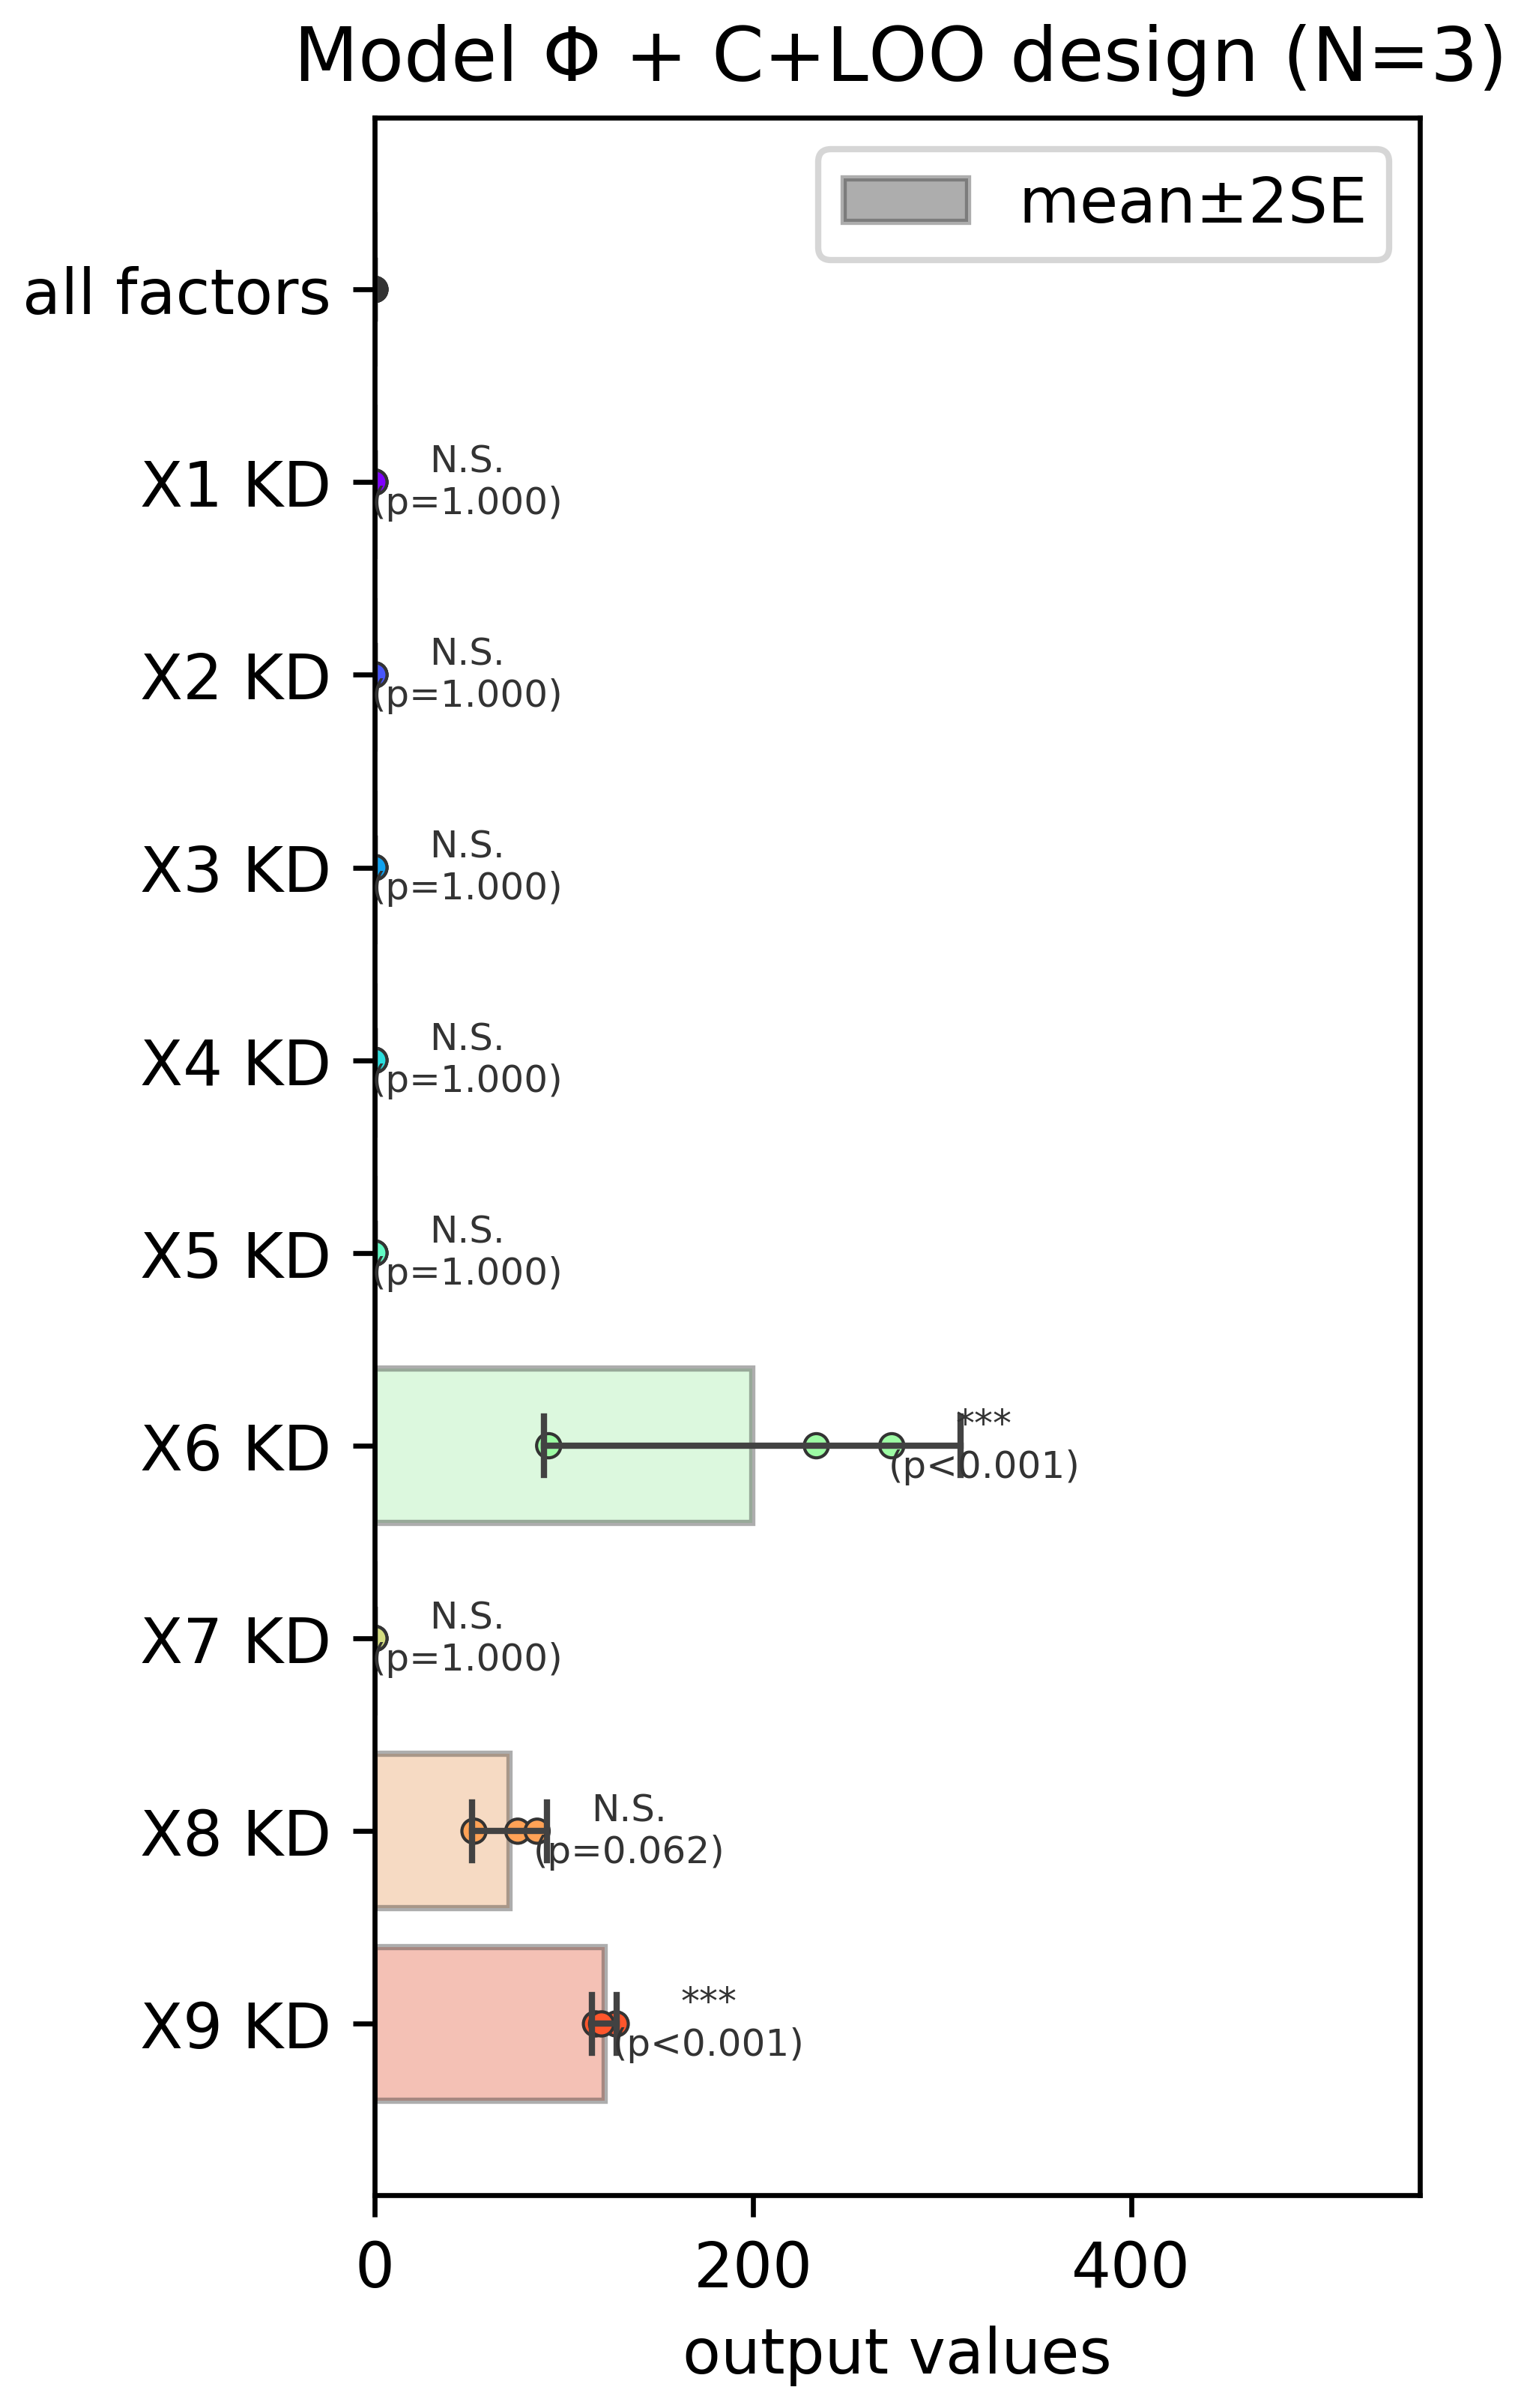 Model Φ + C+LOO design (N=3)
mean±2SE
all factors
X1 KD
N.S.
(p=1.000)
X2 KD
N.S.
(p=1.000)
X3 KD
N.S.
(p=1.000)
X4 KD
N.S.
(p=1.000)
X5 KD
N.S.
(p=1.000)
X6 KD
***
(p<0.001)
X7 KD
N.S.
(p=1.000)
X8 KD
N.S.
(p=0.062)
X9 KD
***
(p<0.001)
0 200 400
output values